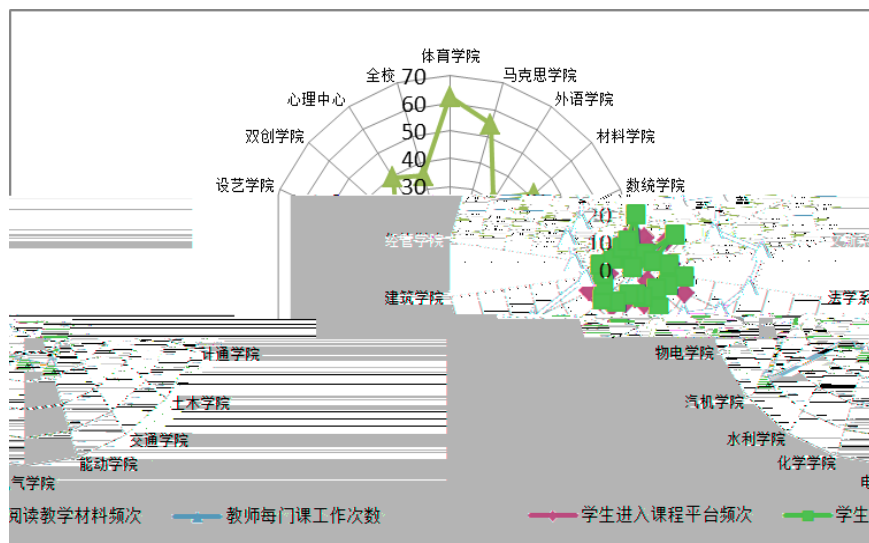 体育学院
全校
马克思学院
心理中心
外语学院
双创学院
材料学院
设艺学院
数统学院
70
60
50
40
30
20
10
0
经管学院
建筑学院
法学系
计通学院
物电学院
土木学院
汽机学院
交通学院
水利学院
能动学院
化学学院
气学院
电
阅读教学材料频次
教师每门课工作次数
学生进入课程平台频次
学生